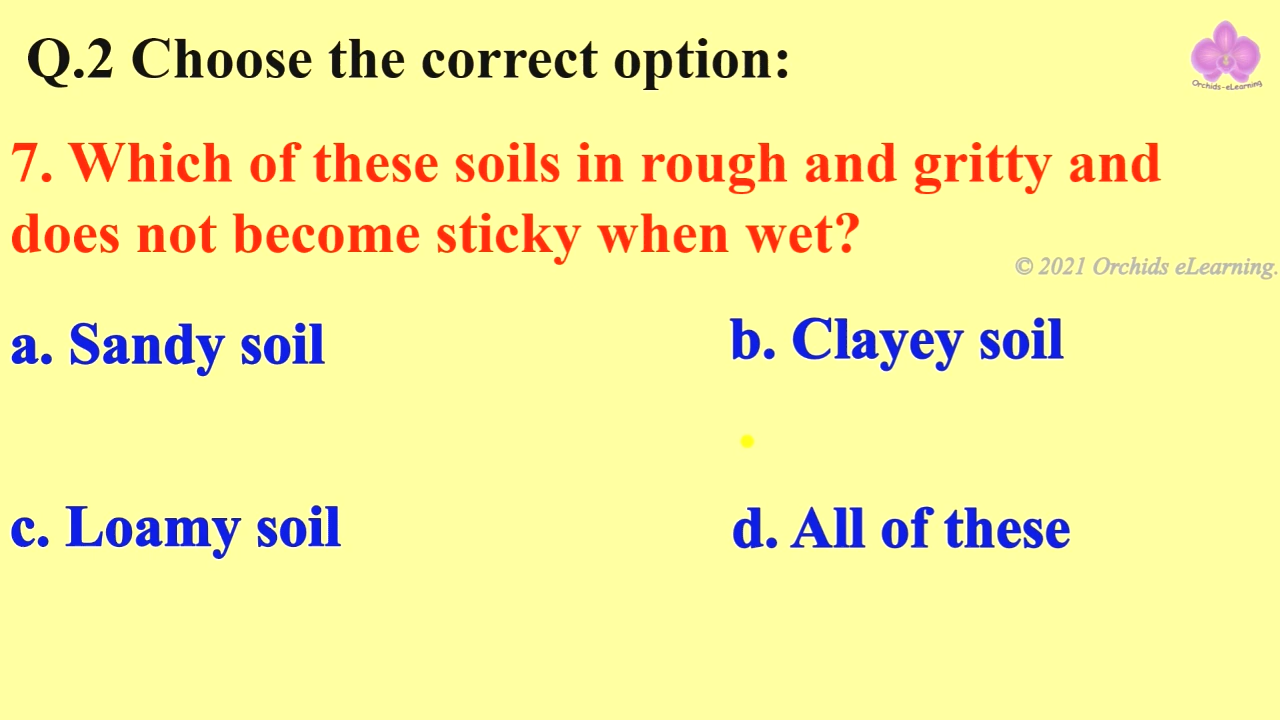 Q.2 Choose the correct option:
Orchids-eLearning
7. Which of these soils in rough and gritty and
does not become sticky when wet?
© 2021 Orchids eLearning.
a. Sandy soil
b. Clayey soil
c. Loamy soil
d. All of these